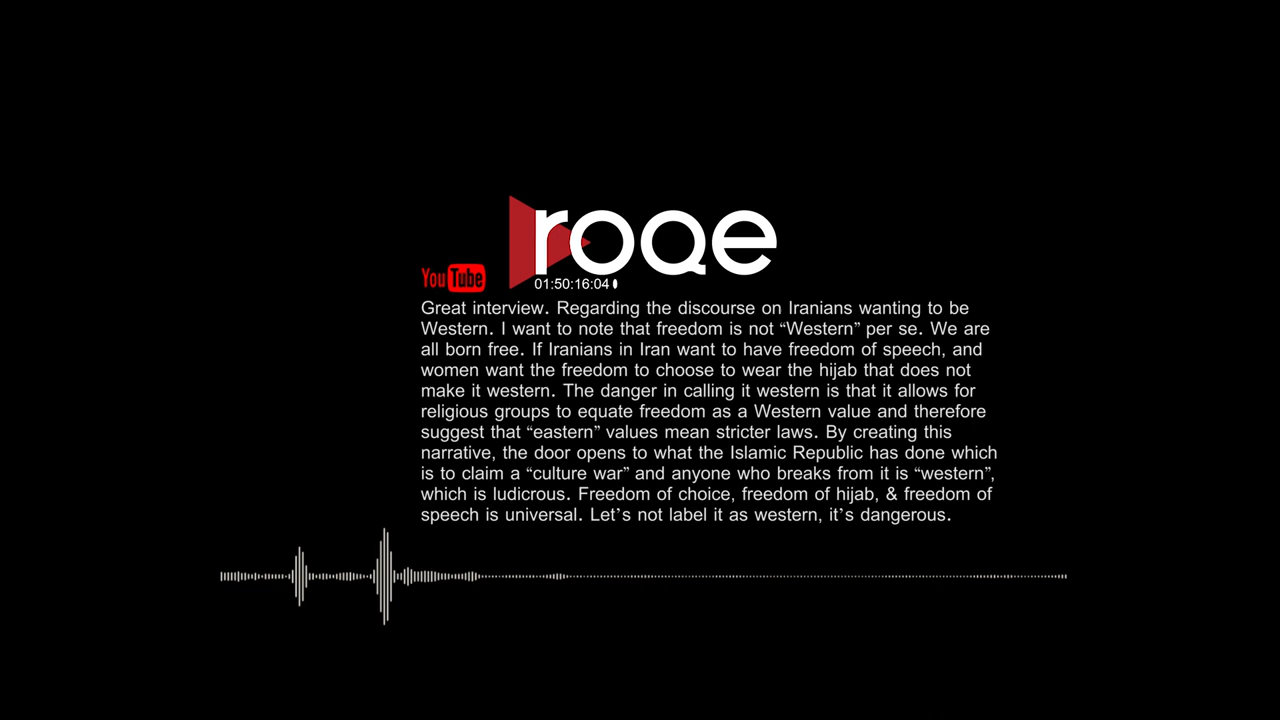 roqe
YouTube
01:50:16:04
Great interview. Regarding the discourse on Iranians wanting to be
Western. I want to note that freedom is not “Western” per se. We are
all born free. If Iranians in Iran want to have freedom of speech, and
women want the freedom to choose to wear the hijab that does not
make it western. The danger in calling it western is that it allows for
religious groups to equate freedom as a Western value and therefore
suggest that “eastern” values mean stricter laws. By creating this
narrative, the door opens to what the Islamic Republic has done which
is to claim a “culture war” and anyone who breaks from it is “western”,
which is ludicrous. Freedom of choice, freedom of hijab, & freedom of
speech is universal. Let’s not label it as western, it’s dangerous.